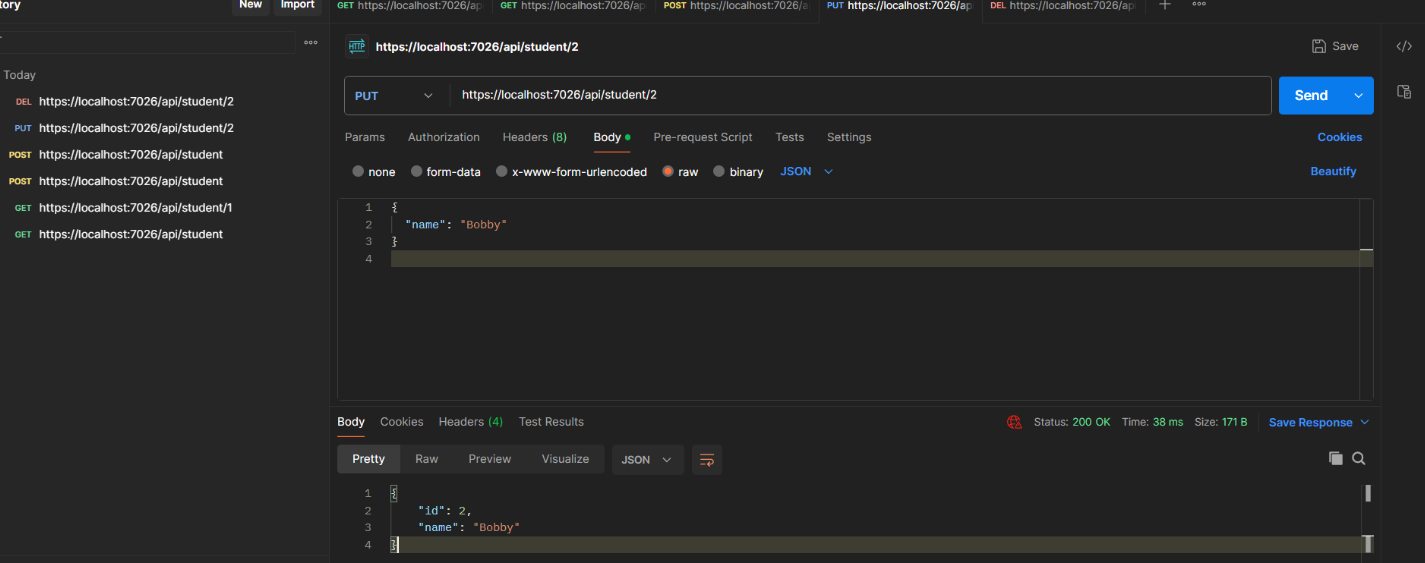 tory New Import
GET https://localhost:7026/api GET https://localhost:7026/api POST https://localhost:7026/api PUT https://localhost:7026/ap DEL https://localhost:7026/api
HTTP https://localhost:7026/api/student/2 Save
Today
DEL https://localhost:7026/api/student/2
PUT https://localhost:7026/api/student/2
POST https://localhost:7026/api/student
POST https://localhost:7026/api/student
GET https://localhost:7026/api/student/1
GET https://localhost:7026/api/student
PUT https://localhost:7026/api/student/2 Send
Params Authorization Headers (8) Body Pre-request Script Tests Settings Cookies
none form-data x-www-form-urlencoded raw binary JSON Beautify
1 {
2 "name": "Bobby"
3 }
4
Body Cookies Headers (4) Test Results Status: 200 OK Time: 38 ms Size: 171 B Save Response
Pretty Raw Preview Visualize JSON
1 {
2 "id": 2,
3 "name": "Bobby"
4 }